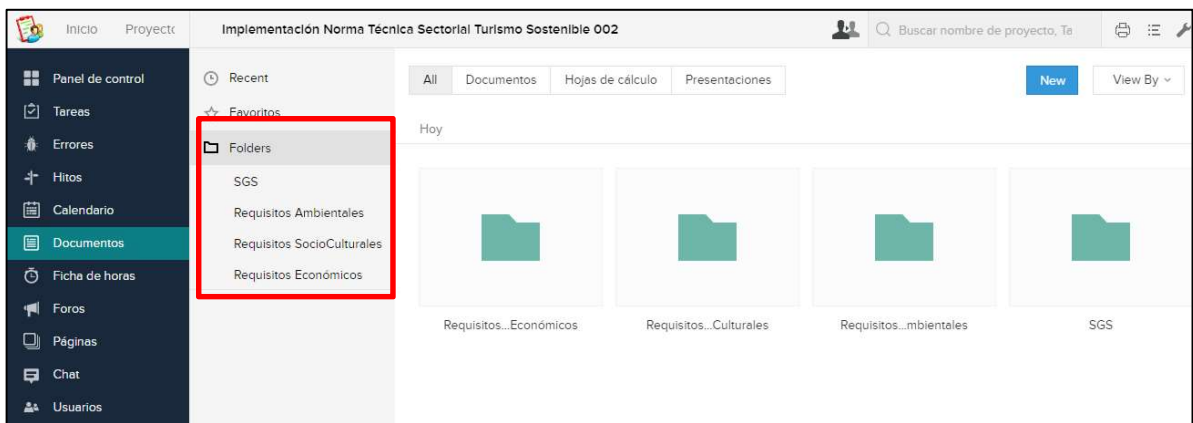 Inicio Proyectc Implementación Norma Técnica Sectorial Turismo Sostenible 002 Buscar nombre de proyecto, Ta
Panel de control
Tareas
Errores
Hitos
Calendario
Documentos
Ficha de horas
Foros
Páginas
Chat
Usuarios
Recent
Favoritos
Folders
SGS
Requisitos Ambientales
Requisitos SocioCulturales
Requisitos Económicos
All Documentos Hojas de cálculo Presentaciones New View By
Hoy
Requisitos...Económicos Requisitos...Culturales Requisitos...mbientales SGS